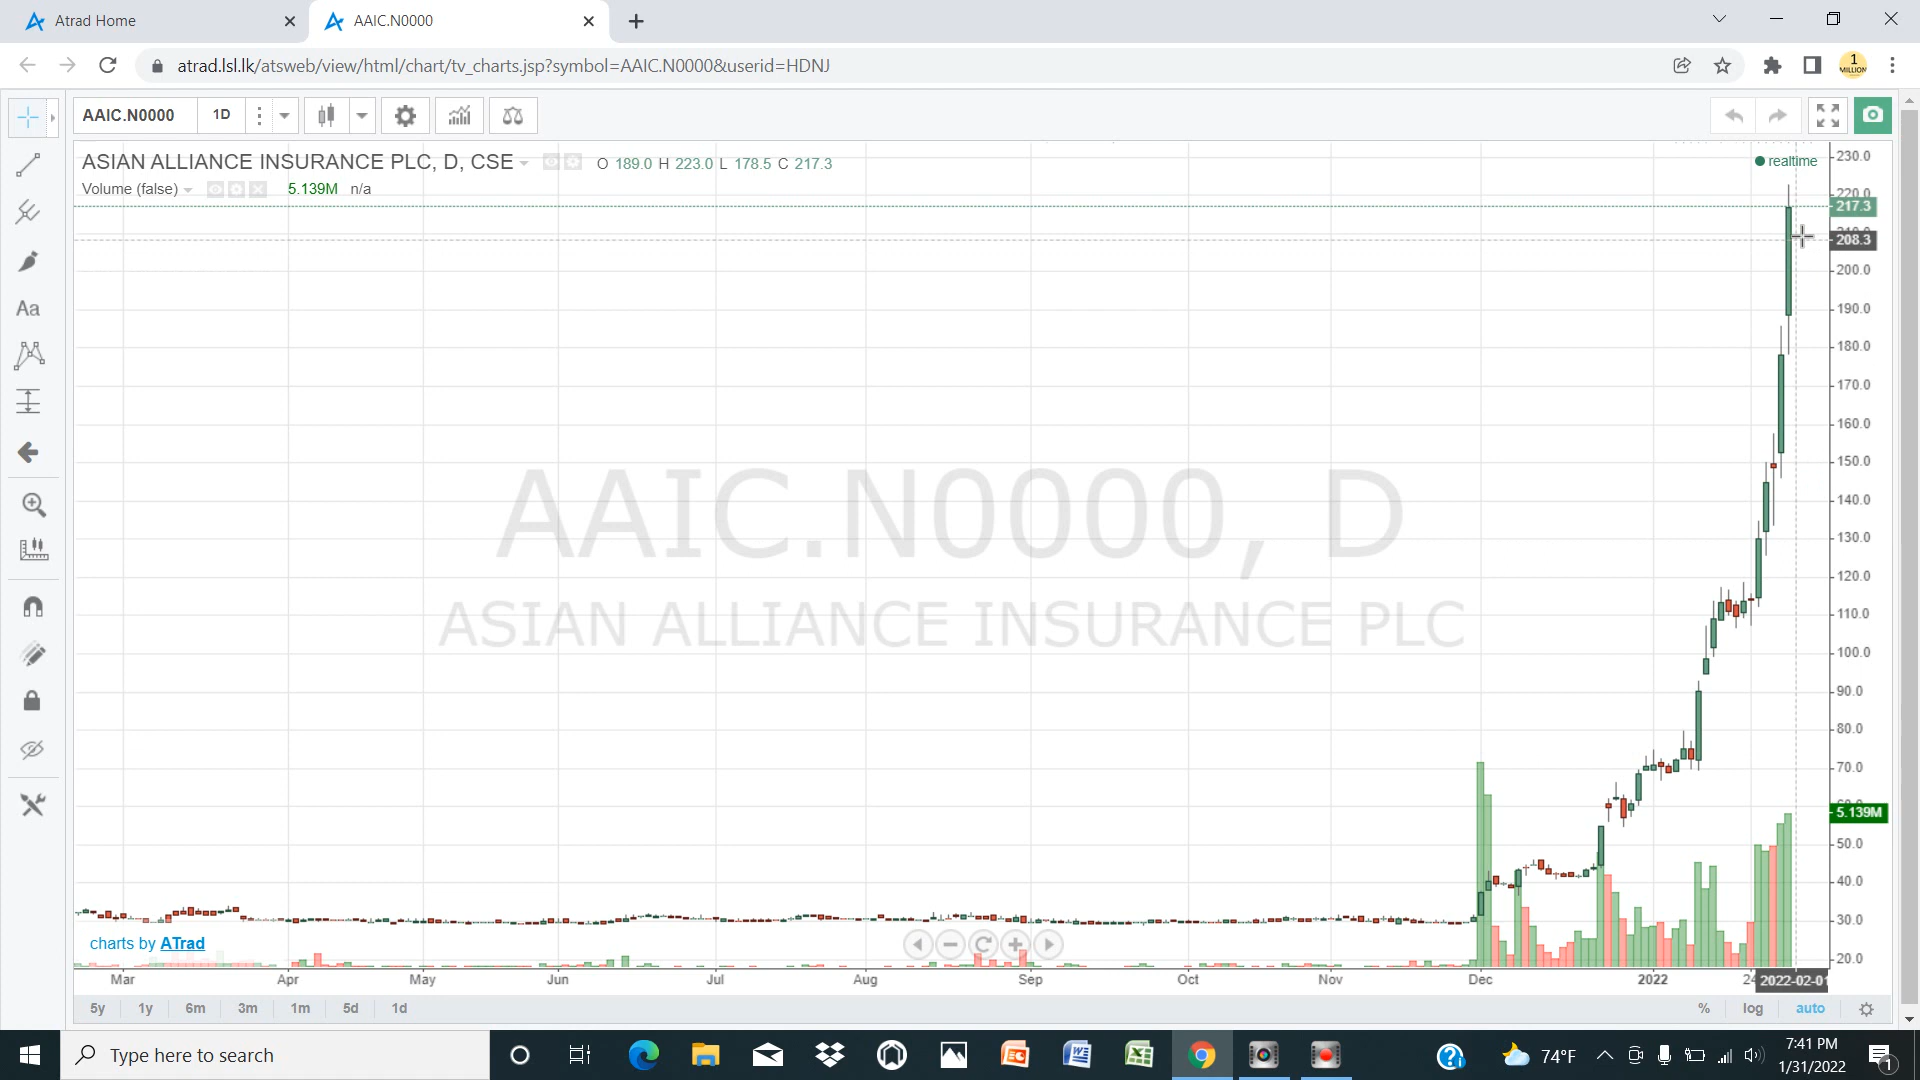 Atrad Home
AAIC.N0000
atrad.lsl.lk/atsweb/view/html/chart/tv_charts.jsp?symbol=AAIC.N0000&userid=HDNJ
1 MILLION
AAIC.N0000 1D
ASIAN ALLIANCE INSURANCE PLC, D, CSE O 189.0 H 223.0 L 178.5 C 217.3
realtime
Volume (false) 5.139M n/a
Aa
230.0
220.0
217.3
208.3
200.0
190.0
180.0
170.0
160.0
150.0
140.0
130.0
120.0
110.0
100.0
90.0
80.0
70.0
5.139M
50.0
40.0
30.0
20.0
AAIC.N0000, D
ASIAN ALLIANCE INSURANCE PLC
charts by ATrad
Mar Apr May Jun Jul Aug Sep Oct Nov Dec 2022 24 2022-02-01
5y 1y 6m 3m 1m 5d 1d % log auto
Type here to search
74°F
7:41 PM
1/31/2022
1